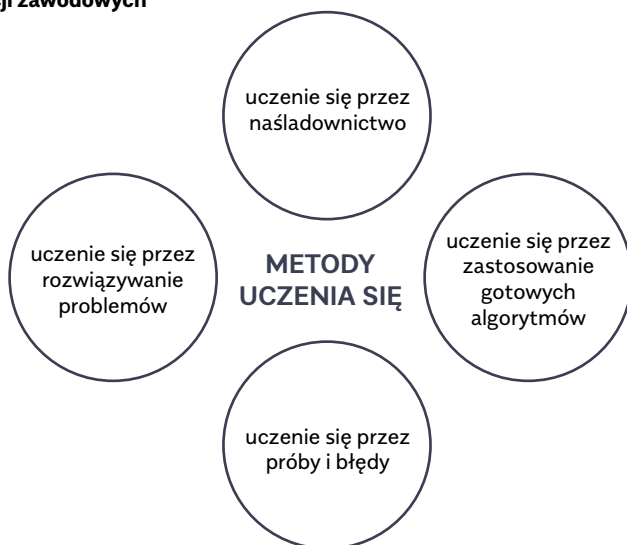 zawodowych
uczenie się przez
naśladownictwo
uczenie się przez
rozwiązywanie
problemów
METODY
UCZENIA SIĘ
uczenie się przez
zastosowanie
gotowych
algorytmów
uczenie się przez
próby i błędy